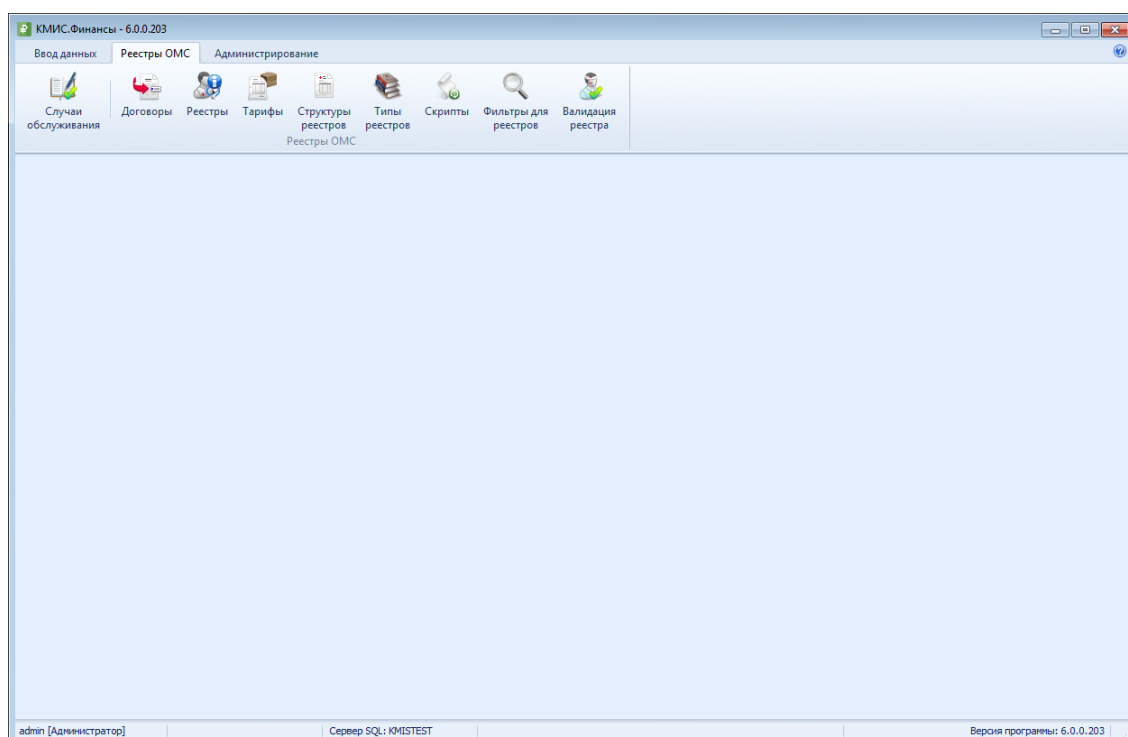 КМИС.Финансы - 6.0.0.203
Ввод данных Реестры ОМС Администрирование
Случаи обслуживания
Договоры
Реестры
Тарифы
Структуры реестров
Типы реестров
Скрипты
Фильтры для реестров
Валидация реестра
Реестры ОМС
admin [Администратор] Сервер SQL: KMISTEST Версия программы: 6.0.0.203